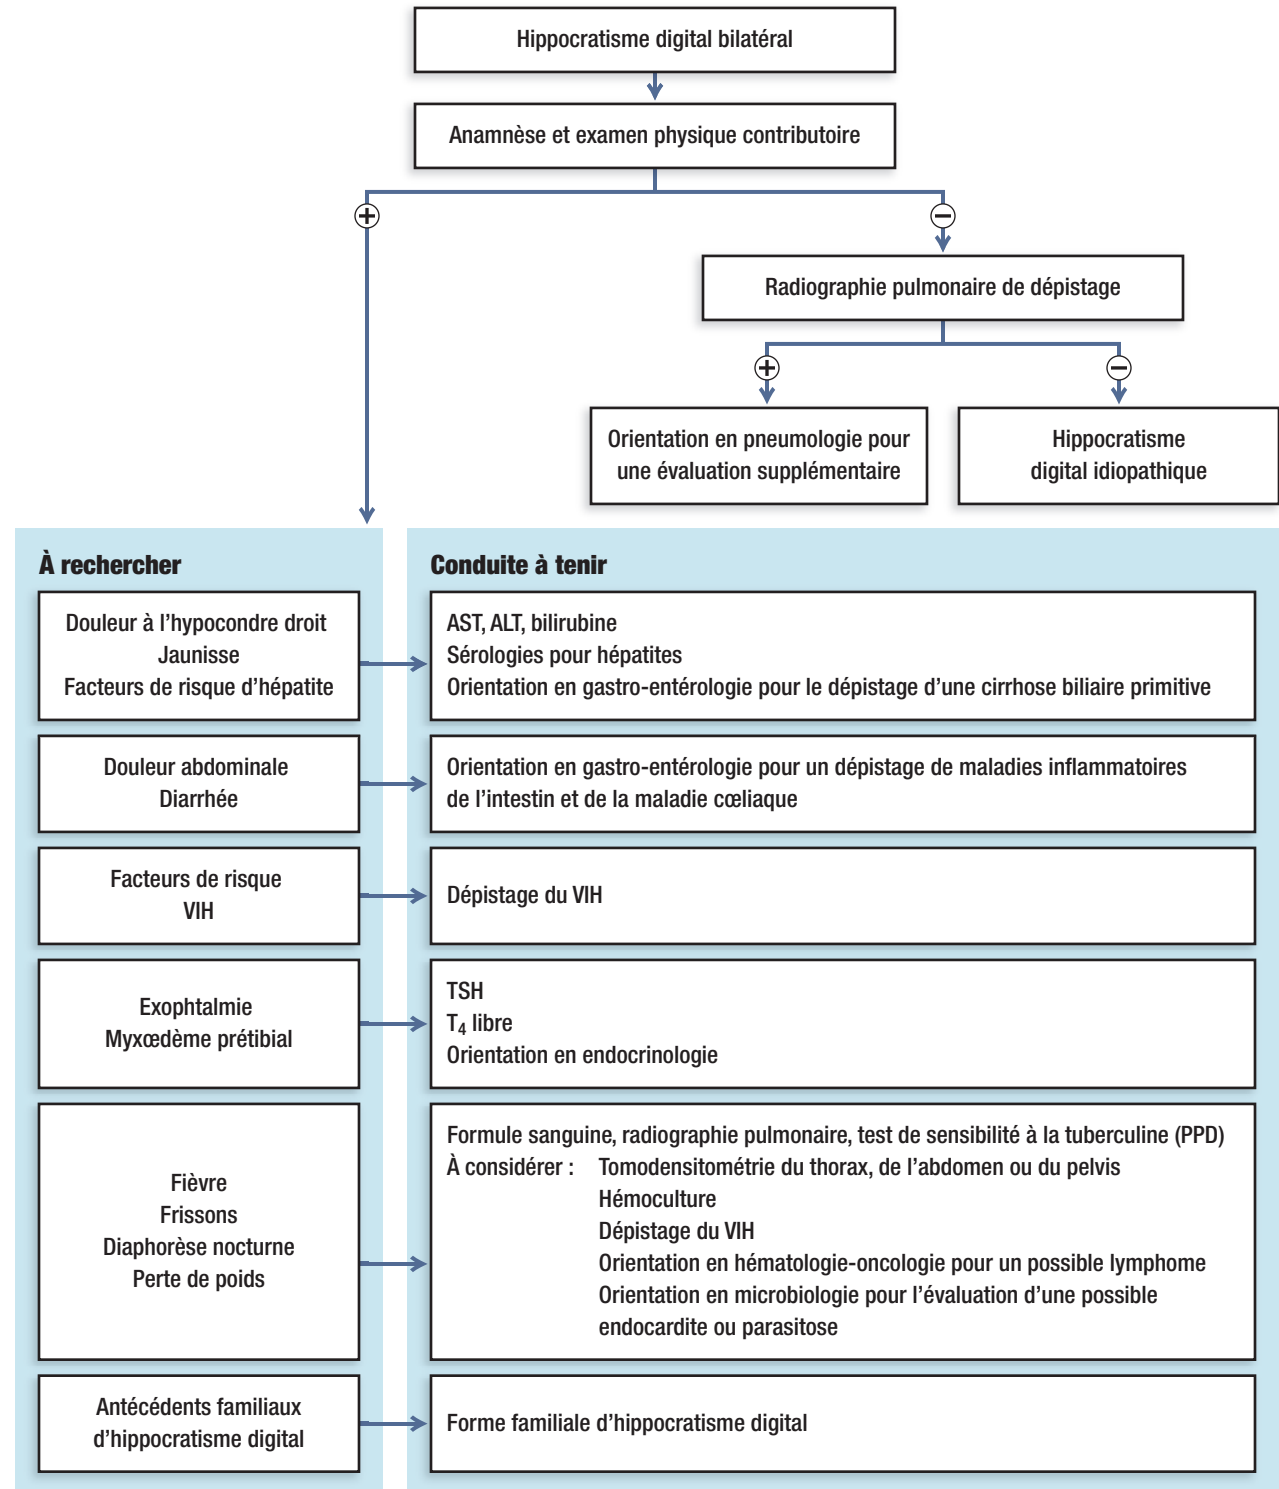 Hippocratisme digital bilatéral
Anamnèse et examen physique contributoire
+
−
Radiographie pulmonaire de dépistage
+
−
Orientation en pneumologie pour
une évaluation supplémentaire
Hippocratisme
digital idiopathique
À rechercher
Conduite à tenir
Douleur à l’hypocondre droit
Jaunisse
Facteurs de risque d’hépatite
AST, ALT, bilirubine
Sérologies pour hépatites
Orientation en gastro-entérologie pour le dépistage d’une cirrhose biliaire primitive
Douleur abdominale
Diarrhée
Orientation en gastro-entérologie pour un dépistage de maladies inflammatoires
de l’intestin et de la maladie cœliaque
Facteurs de risque
VIH
Dépistage du VIH
Exophtalmie
Myxœdème prétibial
TSH
T4 libre
Orientation en endocrinologie
Fièvre
Frissons
Diaphorèse nocturne
Perte de poids
Formule sanguine, radiographie pulmonaire, test de sensibilité à la tuberculine (PPD)
À considérer : Tomodensitométrie du thorax, de l’abdomen ou du pelvis
Hémoculture
Dépistage du VIH
Orientation en hématologie-oncologie pour un possible lymphome
Orientation en microbiologie pour l’évaluation d’une possible
endocardite ou parasitose
Antécédents familiaux
d’hippocratisme digital
Forme familiale d’hippocratisme digital